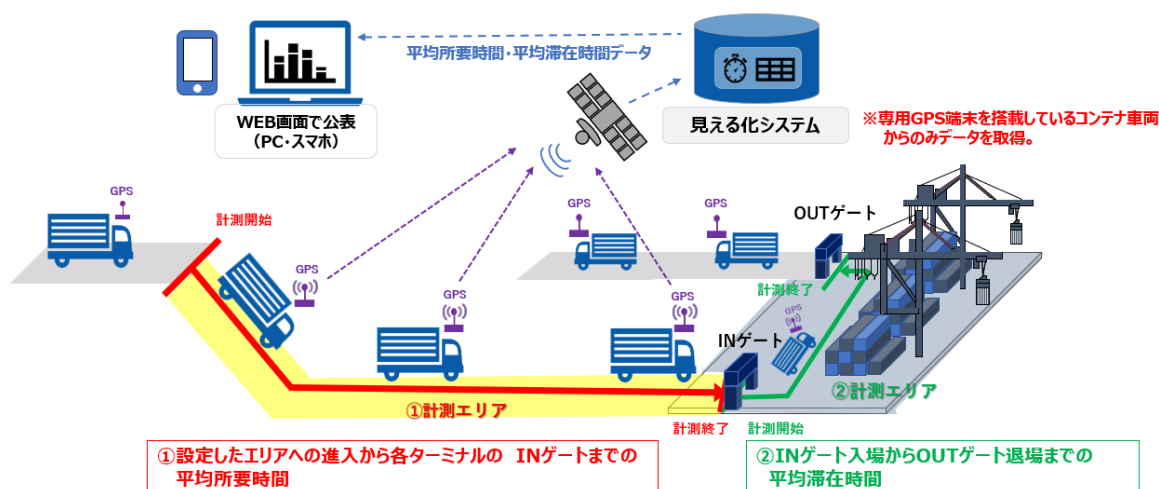 平均所要時間・平均滞在時間データ
WEB画面で公表
(PC・スマホ)
見える化システム
※専用GPS端末を搭載しているコンテナ車両
からのみデータを取得。
GPS
計測開始
GPS
GPS
GPS
GPS
GPS
OUTゲート
計測終了
GPS
INゲート
①計測エリア
②計測エリア
計測終了
計測開始
①設定したエリアへの進入から各ターミナルの INゲートまでの
平均所要時間
②INゲート入場からOUTゲート退場までの
平均滞在時間